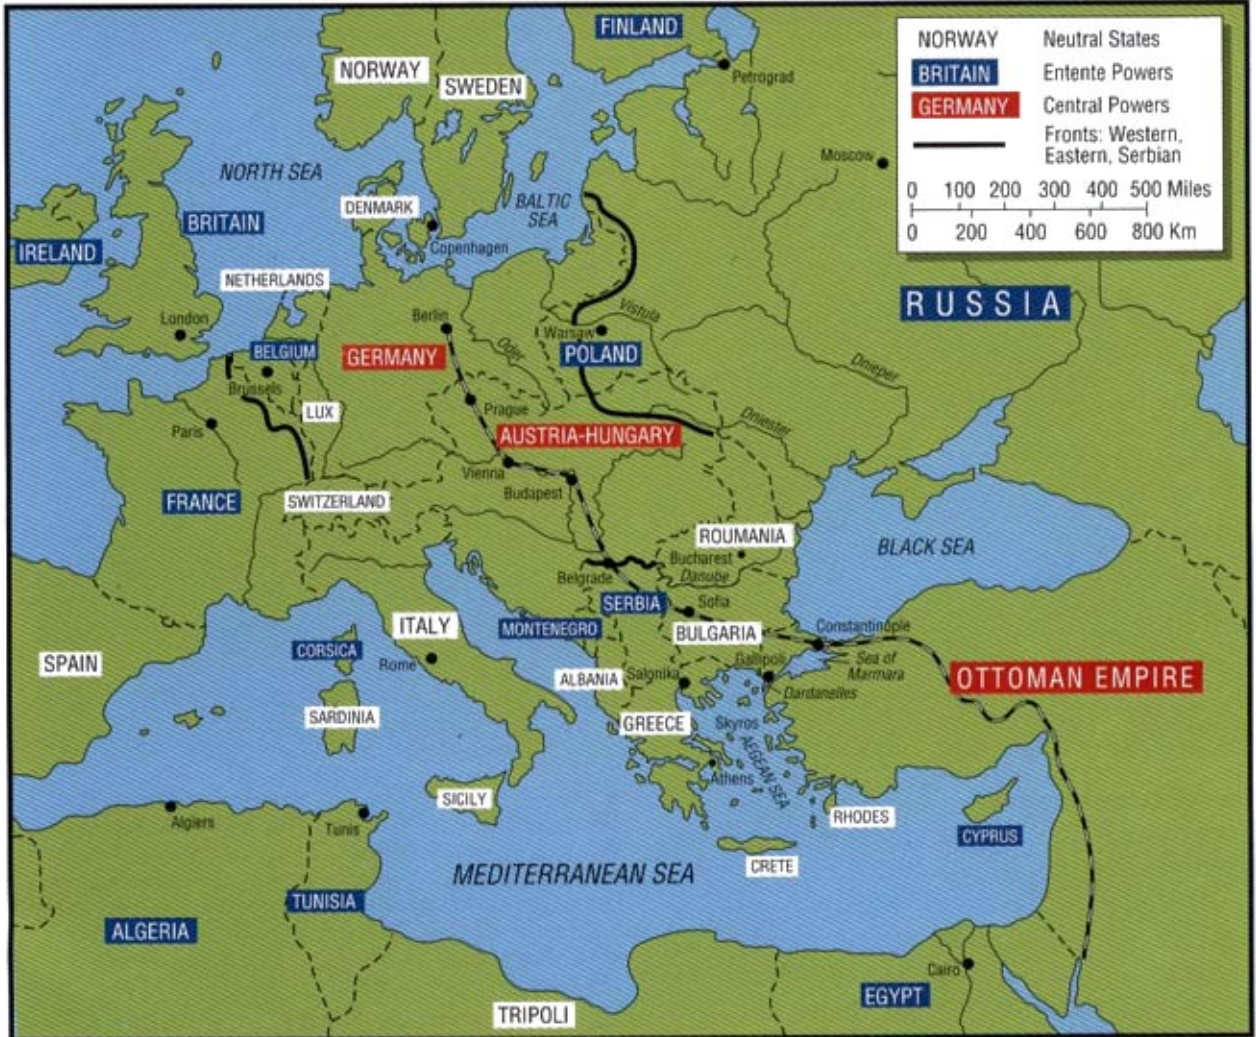 FINLAND
NORWAY
SWEDEN
Petrograd
NORWAY Neutral States
BRITAIN Entente Powers
GERMANY Central Powers
Fronts: Western,
Eastern, Serbian
0 100 200 300 400 500 Miles
0 200 400 600 800 Km
Moscow
NORTH SEA
BALTIC
SEA
DENMARK
Copenhagen
BRITAIN
IRELAND
NETHERLANDS
London
Berlin
Vistula
Warsaw
RUSSIA
BELGIUM
GERMANY
Oder
POLAND
Dnieper
Brussels
LUX
Prague
Paris
AUSTRIA-HUNGARY
Dniester
Vienna
Budapest
FRANCE
SWITZERLAND
ROUMANIA
BLACK SEA
Bucharest
Danube
Belgrade
SERBIA
Sofia
ITALY
MONTENEGRO
BULGARIA
Constantinople
CORSICA
Rome
SPAIN
ALBANIA
Salonika
Gallipoli
Sea of
Marmara
OTTOMAN EMPIRE
Dardanelles
SARDINIA
GREECE
Skyros
AEGEAN SEA
Athens
SICILY
RHODES
Algiers
Tunis
CYPRUS
CRETE
MEDITERRANEAN SEA
TUNISIA
ALGERIA
Cairo
EGYPT
TRIPOLI